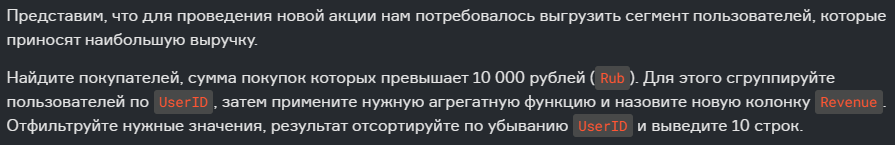 Представим, что для проведения новой акции нам потребовалось выгрузить сегмент пользователей, которые
приносят наибольшую выручку.
Найдите покупателей, сумма покупок которых превышает 10 000 рублей (Rub). Для этого сгруппируйте
пользователей по UserID, затем примените нужную агрегатную функцию и назовите новую колонку Revenue.
Отфильтруйте нужные значения, результат отсортируйте по убыванию UserID и выведите 10 строк.